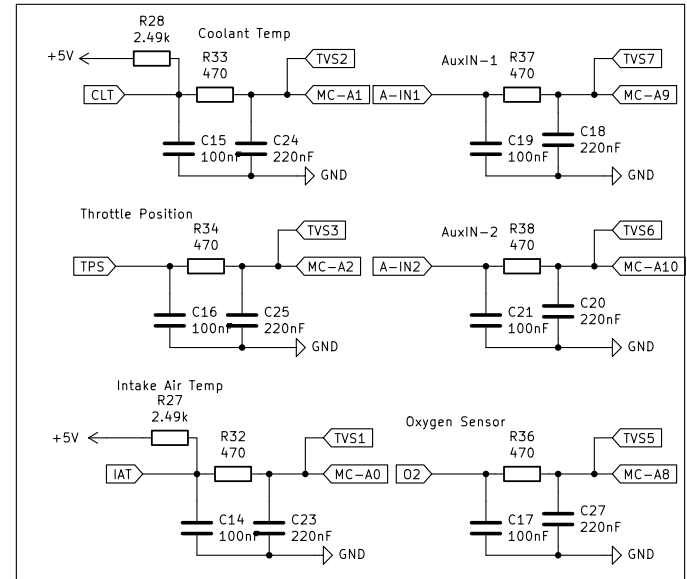 R28
2.49k
+5V
Coolant Temp
R33
470
TVS2
CLT
MC-A1
C15
100nF
C24
220nF
GND
AuxIN-1
R37
470
TVS7
A-IN1
MC-A9
C19
100nF
C18
220nF
GND
Throttle Position
R34
470
TVS3
TPS
MC-A2
C16
100nF
C25
220nF
GND
AuxIN-2
R38
470
TVS6
A-IN2
MC-A10
C21
100nF
C20
220nF
GND
Intake Air Temp
R27
2.49k
+5V
R32
470
TVS1
IAT
MC-A0
C14
100nF
C23
220nF
GND
Oxygen Sensor
R36
470
TVS5
O2
MC-A8
C17
100nF
C27
220nF
GND